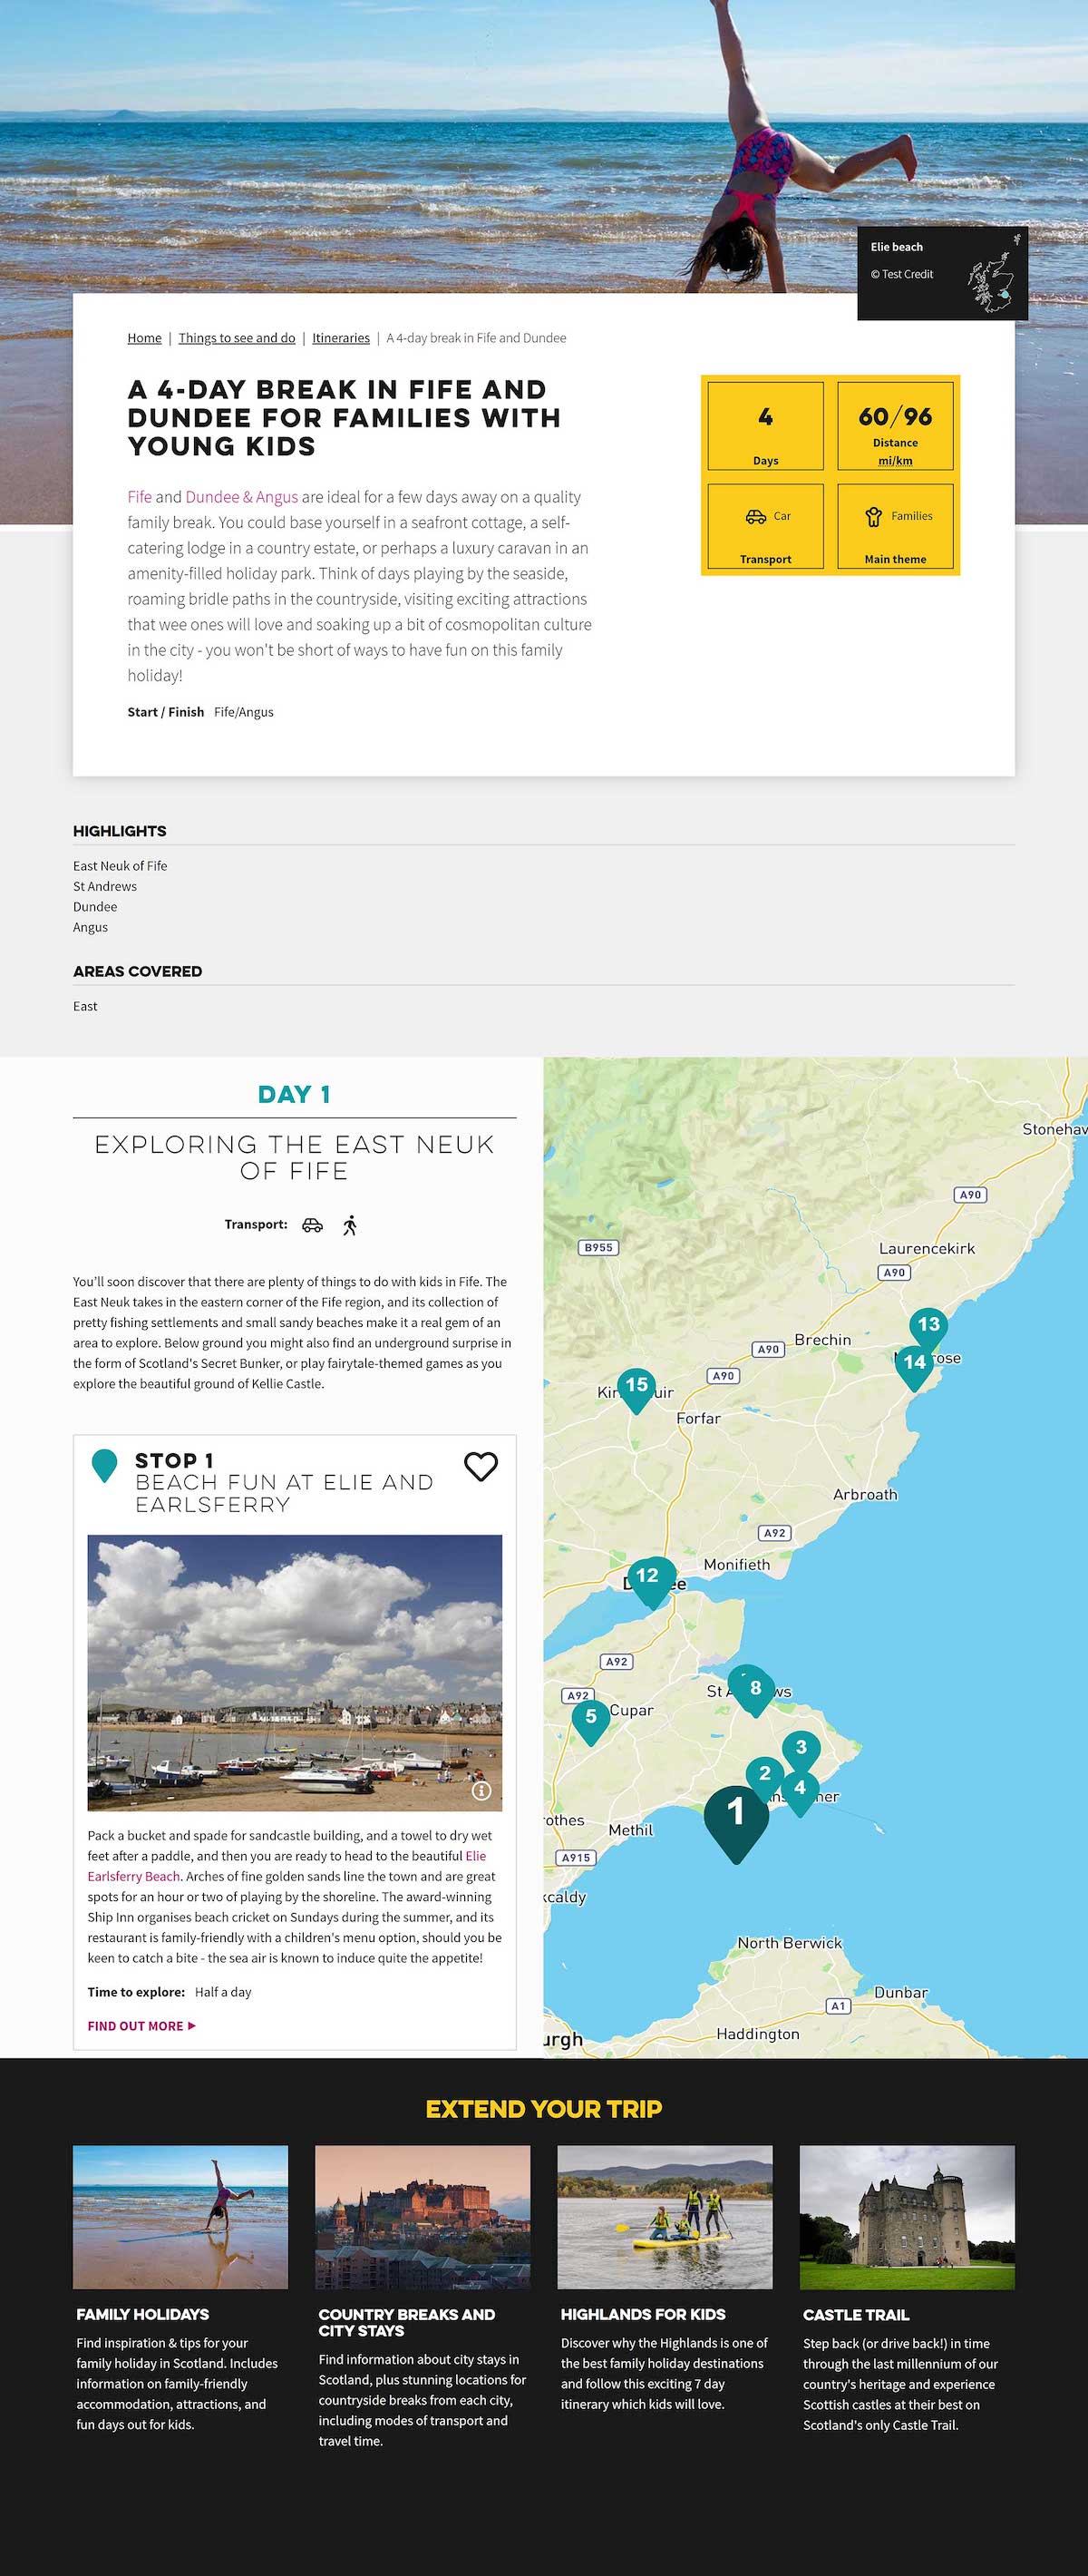 Elie beach
© Test Credit
Home | Things to see and do | Itineraries | A 4-day break in Fife and Dundee
A 4-DAY BREAK IN FIFE AND
DUNDEE FOR FAMILIES WITH
YOUNG KIDS
4
Days
60/96
Distance
mi/km
Car
Transport
Families
Main theme
Fife and Dundee & Angus are ideal for a few days away on a quality
family break. You could base yourself in a seafront cottage, a self-
catering lodge in a country estate, or perhaps a luxury caravan in an
amenity-filled holiday park. Think of days playing by the seaside,
roaming bridle paths in the countryside, visiting exciting attractions
that wee ones will love and soaking up a bit of cosmopolitan culture
in the city - you won't be short of ways to have fun on this family
holiday!
Start / Finish Fife/Angus
HIGHLIGHTS
East Neuk of Fife
St Andrews
Dundee
Angus
AREAS COVERED
East
DAY 1
EXPLORING THE EAST NEUK
OF FIFE
Transport:
You'll soon discover that there are plenty of things to do with kids in Fife. The
East Neuk takes in the eastern corner of the Fife region, and its collection of
pretty fishing settlements and small sandy beaches make it a real gem of an
area to explore. Below ground you might also find an underground surprise in
the form of Scotland's Secret Bunker, or play fairytale-themed games as you
explore the beautiful ground of Kellie Castle.
STOP 1
BEACH FUN AT ELIE AND
EARLSFERRY
Pack a bucket and spade for sandcastle building, and a towel to dry wet
feet after a paddle, and then you are ready to head to the beautiful Elie
Earlsferry Beach. Arches of fine golden sands line the town and are great
spots for an hour or two of playing by the shoreline. The award-winning
Ship Inn organises beach cricket on Sundays during the summer, and its
restaurant is family-friendly with a children's menu option, should you be
keen to catch a bite - the sea air is known to induce quite the appetite!
Time to explore: Half a day
FIND OUT MORE
Stonehav
A90
B955
Laurencekirk
A90
13
Brechin
A90
14
rose
A90
15
Kir uir
Forfar
Arbroath
A92
Monifieth
12
D ee
A92
A92
St A ws
8
5
Cupar
3
2
4
ns her
1
othes
Methil
A915
kcaldy
North Berwick
Dunbar
A1
Haddington
urgh
EXTEND YOUR TRIP
FAMILY HOLIDAYS
Find inspiration & tips for your
family holiday in Scotland. Includes
information on family-friendly
accommodation, attractions, and
fun days out for kids.
COUNTRY BREAKS AND
CITY STAYS
Find information about city stays in
Scotland, plus stunning locations for
countryside breaks from each city,
including modes of transport and
travel time.
HIGHLANDS FOR KIDS
Discover why the Highlands is one of
the best family holiday destinations
and follow this exciting 7 day
itinerary which kids will love.
CASTLE TRAIL
Step back (or drive back!) in time
through the last millennium of our
country's heritage and experience
Scottish castles at their best on
Scotland's only Castle Trail.